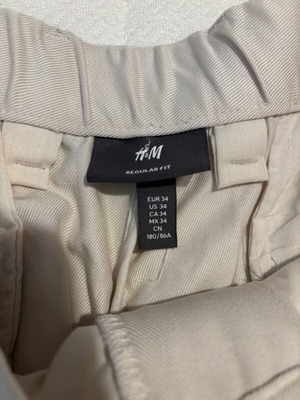 H&M
REGULAR FIT
EUR 34
US 34
CA 34
MX 34
CN
180/86A